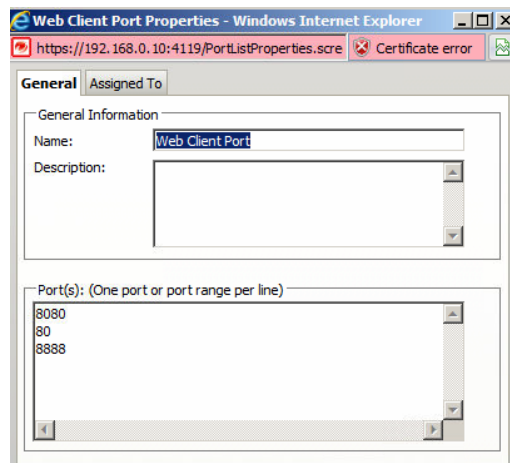 Web Client Port Properties - Windows Internet Explorer
https://192.168.0.10:4119/PortListProperties.scre Certificate error
General Assigned To
General Information
Name: Web Client Port
Description:
Port(s): (One port or port range per line)
8080
80
8888